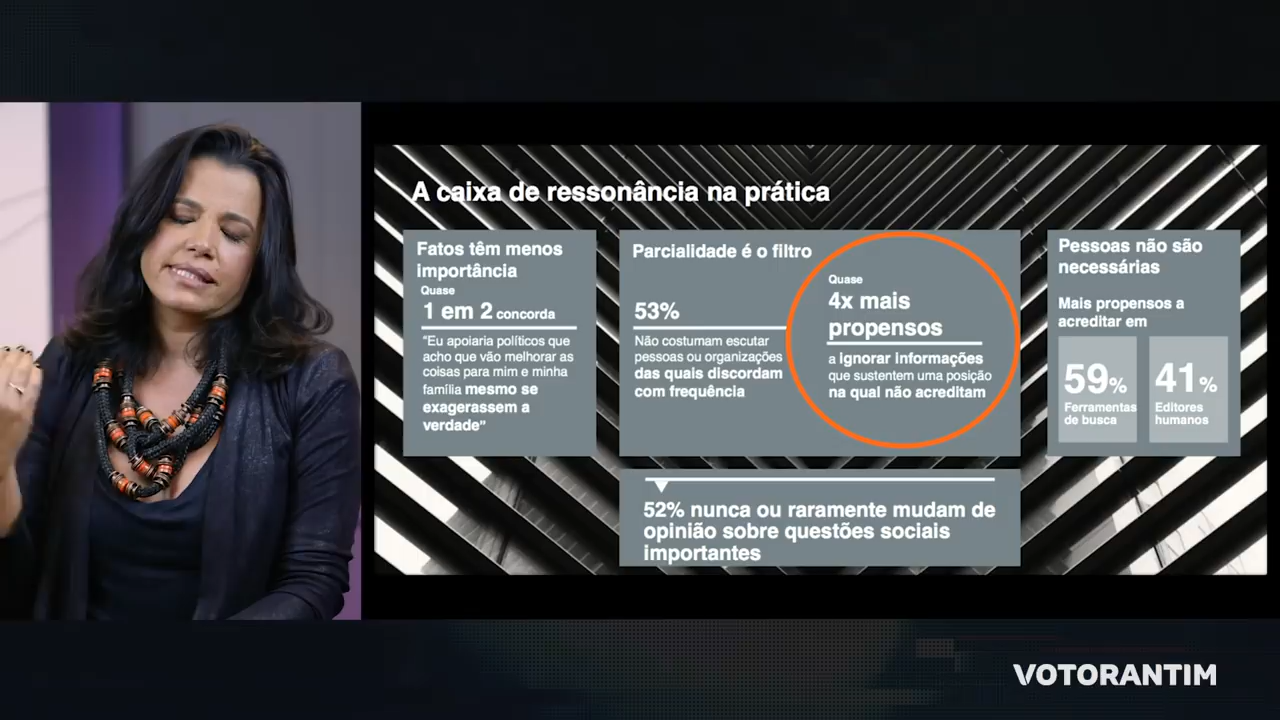 A caixa de ressonância na prática
Fatos têm menos
importância
Quase
1 em 2 concorda
“Eu apoiaria políticos que
acho que vão melhorar as
coisas para mim e minha
família mesmo se
exagerassem a
verdade”
Parcialidade é o filtro
53%
Não costumam escutar
pessoas ou organizações
das quais discordam
com frequência
Quase
4x mais
propensos
a ignorar informações
que sustentem uma posição
na qual não acreditam
52% nunca ou raramente mudam de
opinião sobre questões sociais
importantes
Pessoas não são
necessárias
Mais propensos a
acreditar em
59%
Ferramentas
de busca
41%
Editores
humanos
VOTORANTIM